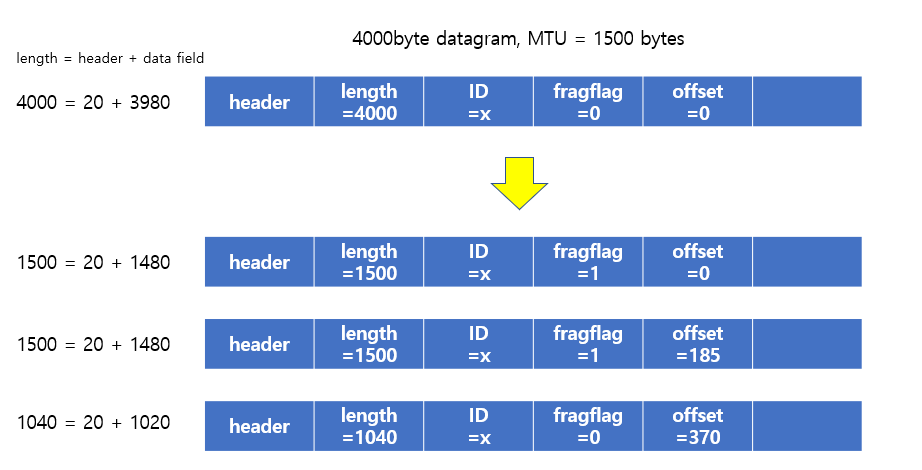 4000byte datagram, MTU = 1500 bytes
length = header + data field
4000 = 20 + 3980
header
length
=4000
ID
=x
fragflag
=0
offset
=0
1500 = 20 + 1480
header
length
=1500
ID
=x
fragflag
=1
offset
=0
1500 = 20 + 1480
header
length
=1500
ID
=x
fragflag
=1
offset
=185
1040 = 20 + 1020
header
length
=1040
ID
=x
fragflag
=0
offset
=370